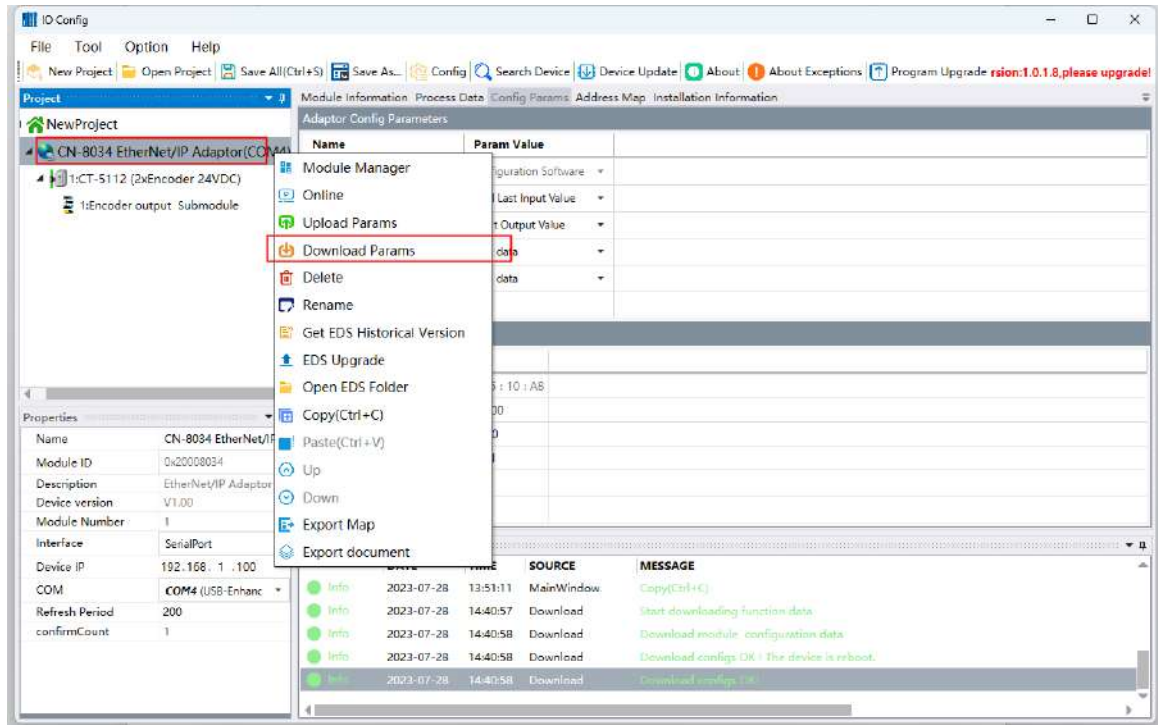 IO Config
File Tool Option Help
New Project Open Project Save All(Ctrl+S) Save As... Config Search Device Device Update About About Exceptions Program Upgrade rsion:1.0.1.8,please upgrade!
Project
Module Information Process Data Config Params Address Map Installation Information
NewProject
Adaptor Config Parameters
CN-8034 EtherNet/IP Adaptor(COM4)
Name Param Value
1:CT-5112 (2xEncoder 24VDC)
1:Encoder output Submodule
Module Manager
Online
Upload Params
Download Params
Delete
Rename
Get EDS Historical Version
EDS Upgrade
Open EDS Folder
Copy(Ctrl+C)
Paste(Ctrl+V)
Up
Down
Export Map
Export document
iguration Software
Last Input Value
t Output Value
data
data
: 10 : A8
00
Properties
Name CN-8034 EtherNet/IP
Module ID 0x20008034
Description EtherNet/IP Adaptor
Device version V1.00
Module Number 1
Interface SerialPort
Device IP 192.168. 1 .100
COM COM4 (USB-Enhanc
Refresh Period 200
confirmCount 1
DATE TIME SOURCE MESSAGE
Info 2023-07-28 13:51:11 MainWindow Copy(Ctrl+C)
Info 2023-07-28 14:40:57 Download Start downloading function data
Info 2023-07-28 14:40:58 Download Download module configuration data
Info 2023-07-28 14:40:58 Download Download configs OK ! The device is reboot.
Info 2023-07-28 14:40:58 Download Download configs OK!